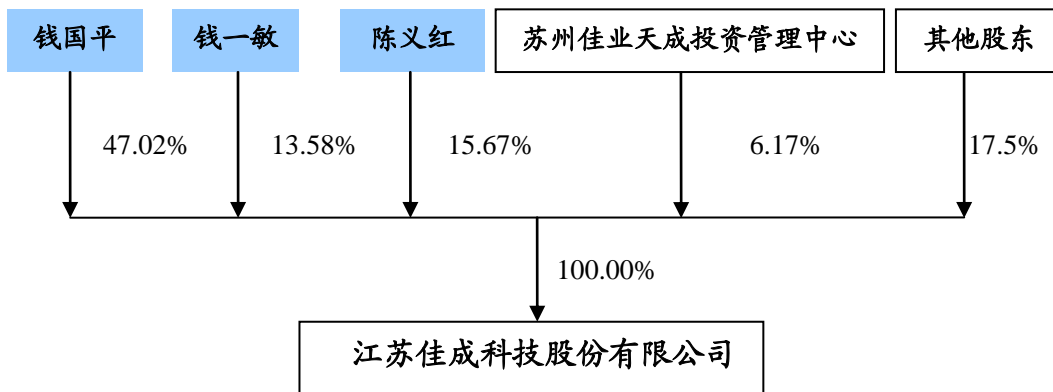 钱国平
钱一敏
陈义红
苏州佳业天成投资管理中心
其他股东
47.02%
13.58%
15.67%
6.17%
17.5%
100.00%
江苏佳成科技股份有限公司